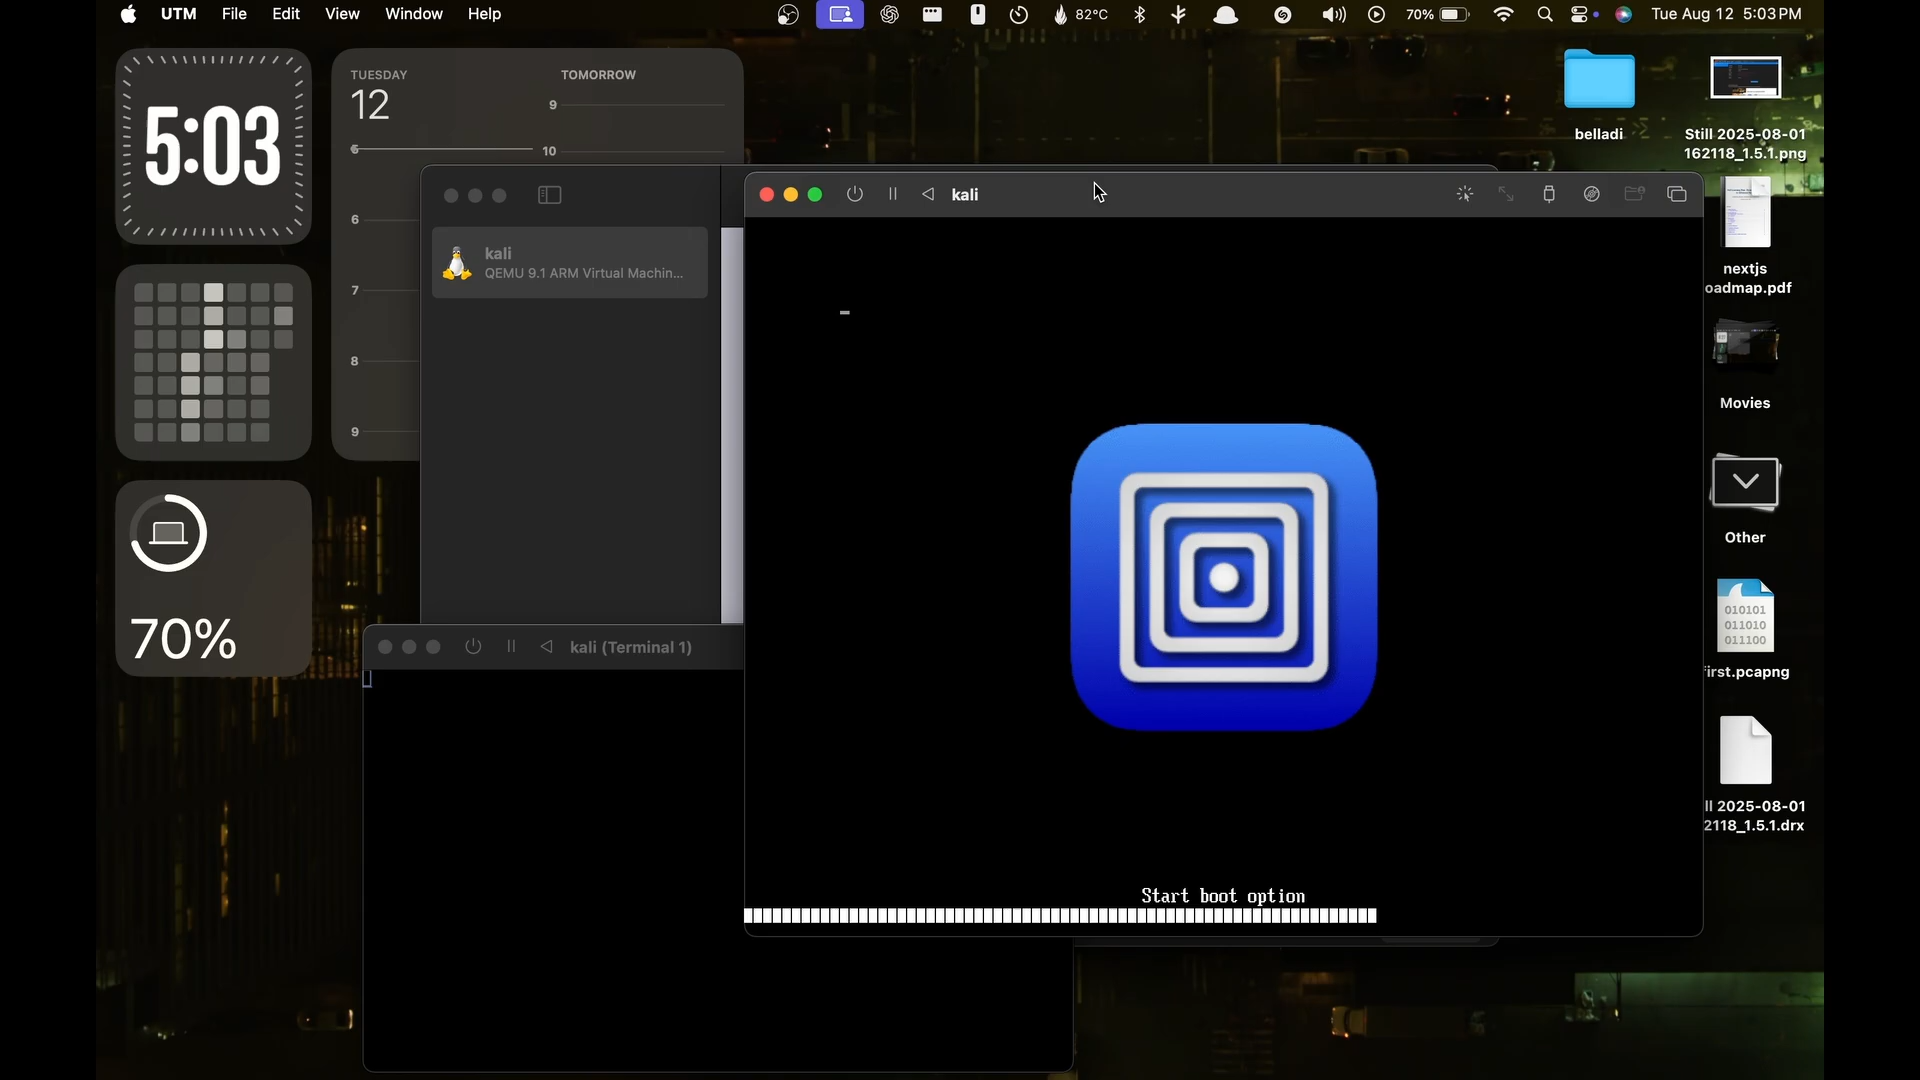 UTM File Edit View Window Help
82°C
70%
Tue Aug 12 5:03 PM
5:03
TUESDAY
12
TOMORROW
9
10
6
7
8
9
70%
kali
QEMU 9.1 ARM Virtual Machin...
kali
Start boot option
kali (Terminal 1)
belladi
Still 2025-08-01
162118_1.5.1.png
nextjs
oadmap.pdf
Movies
Other
010101
011010
011100
irst.pcapng
ll 2025-08-01
2118_1.5.1.drx